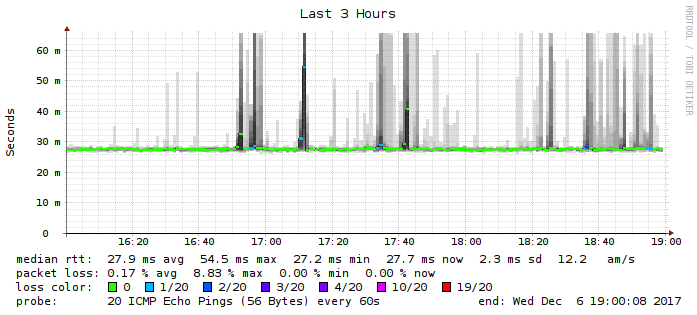 Last 3 Hours
RRDTOOL / TOBI OETIKER
Seconds
60 m
50 m
40 m
30 m
20 m
10 m
0
16:20 16:40 17:00 17:20 17:40 18:00 18:20 18:40 19:00
median rtt: 27.9 ms avg 54.5 ms max 27.2 ms min 27.7 ms now 2.3 ms sd 12.2 am/s
packet loss: 0.17 % avg 8.83 % max 0.00 % min 0.00 % now
loss color: 0 1/20 2/20 3/20 4/20 10/20 19/20
probe: 20 ICMP Echo Pings (56 Bytes) every 60s end: Wed Dec 6 19:00:08 2017